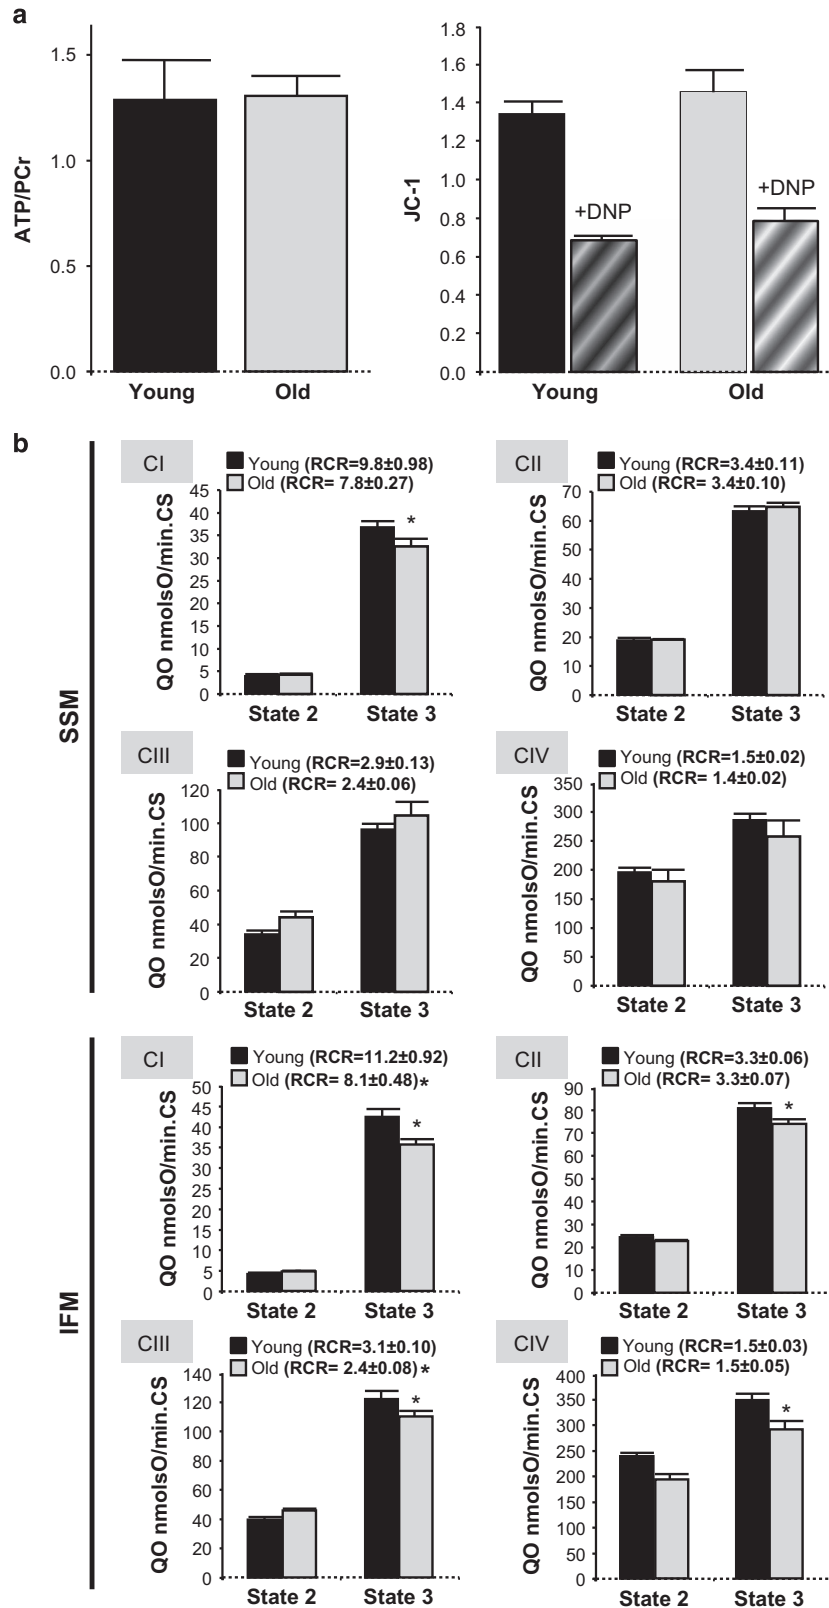 a
ATP/PCr
1.5
1.0
0.5
0.0
Young Old
JC-1
1.8
1.6
1.4
1.2
1.0
0.8
0.6
0.4
0.2
0.0
+DNP
+DNP
Young Old
b
SSM
CI
Young (RCR=9.8±0.98)
Old (RCR= 7.8±0.27)
QO nmolsO/min.CS
45
40
35
30
25
20
15
10
5
0
*
State 2 State 3
CII
Young (RCR=3.4±0.11)
Old (RCR= 3.4±0.10)
QO nmolsO/min.CS
70
60
50
40
30
20
10
0
State 2 State 3
CIII
Young (RCR=2.9±0.13)
Old (RCR= 2.4±0.06)
QO nmolsO/min.CS
120
100
80
60
40
20
0
State 2 State 3
CIV
Young (RCR=1.5±0.02)
Old (RCR= 1.4±0.02)
QO nmolsO/min.CS
350
300
250
200
150
100
50
0
State 2 State 3
IFM
CI
Young (RCR=11.2±0.92)
Old (RCR= 8.1±0.48)*
QO nmolsO/min.CS
50
45
40
35
30
25
20
15
10
5
0
*
State 2 State 3
CII
Young (RCR=3.3±0.06)
Old (RCR= 3.3±0.07)
QO nmolsO/min.CS
90
80
70
60
50
40
30
20
10
0
*
State 2 State 3
CIII
Young (RCR=3.1±0.10)
Old (RCR= 2.4±0.08)*
QO nmolsO/min.CS
140
120
100
80
60
40
20
0
*
State 2 State 3
CIV
Young (RCR=1.5±0.03)
Old (RCR= 1.5±0.05)
QO nmolsO/min.CS
400
350
300
250
200
150
100
50
0
*
State 2 State 3